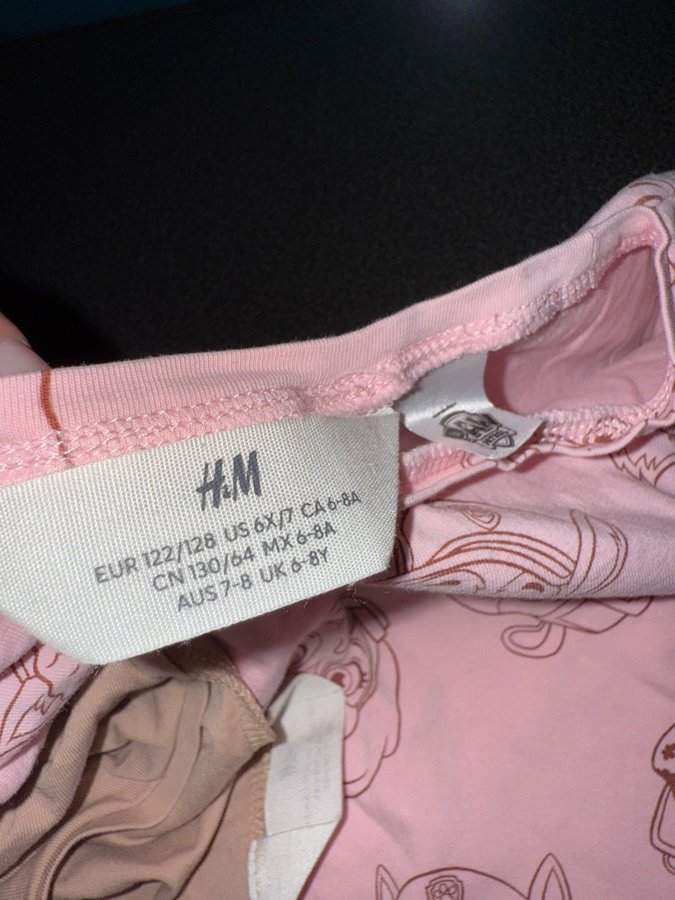 H&M
EUR 122/128 US 6X/7 CA 6-8A
CN 130/64 MX 6-8A
AUS 7-8 UK 6-8Y
PAW